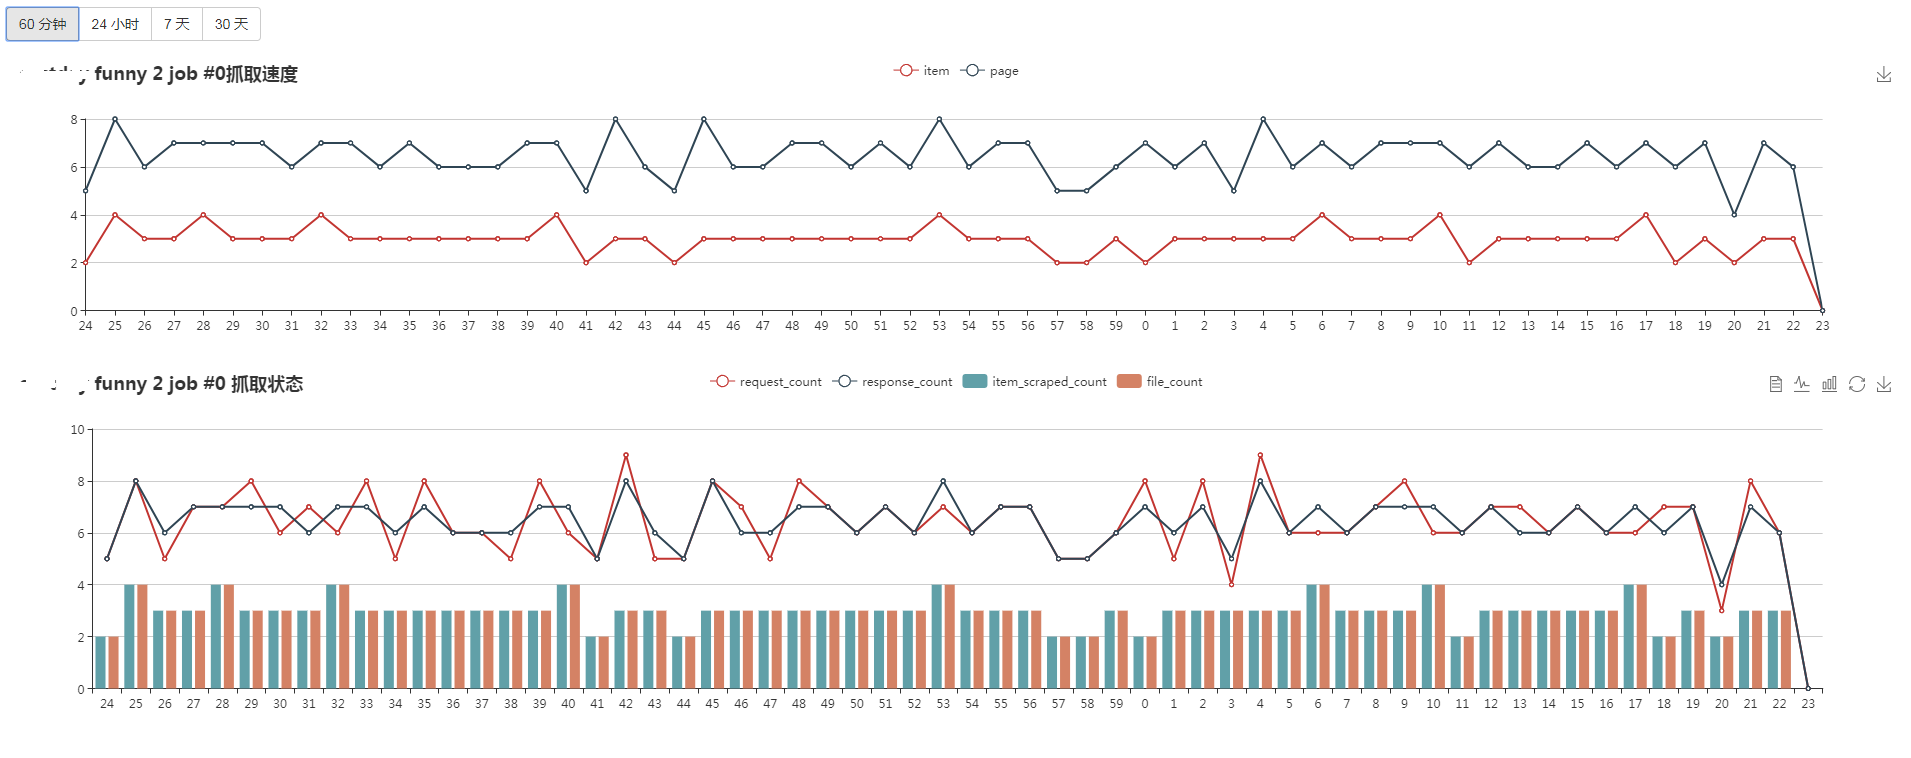 60 分钟 24 小时 7 天 30 天
funny 2 job #0抓取速度
item page
8
6
4
2
0
24 25 26 27 28 29 30 31 32 33 34 35 36 37 38 39 40 41 42 43 44 45 46 47 48 49 50 51 52 53 54 55 56 57 58 59 0 1 2 3 4 5 6 7 8 9 10 11 12 13 14 15 16 17 18 19 20 21 22 23
funny 2 job #0 抓取状态
request_count response_count item_scraped_count file_count
10
8
6
4
2
0
24 25 26 27 28 29 30 31 32 33 34 35 36 37 38 39 40 41 42 43 44 45 46 47 48 49 50 51 52 53 54 55 56 57 58 59 0 1 2 3 4 5 6 7 8 9 10 11 12 13 14 15 16 17 18 19 20 21 22 23